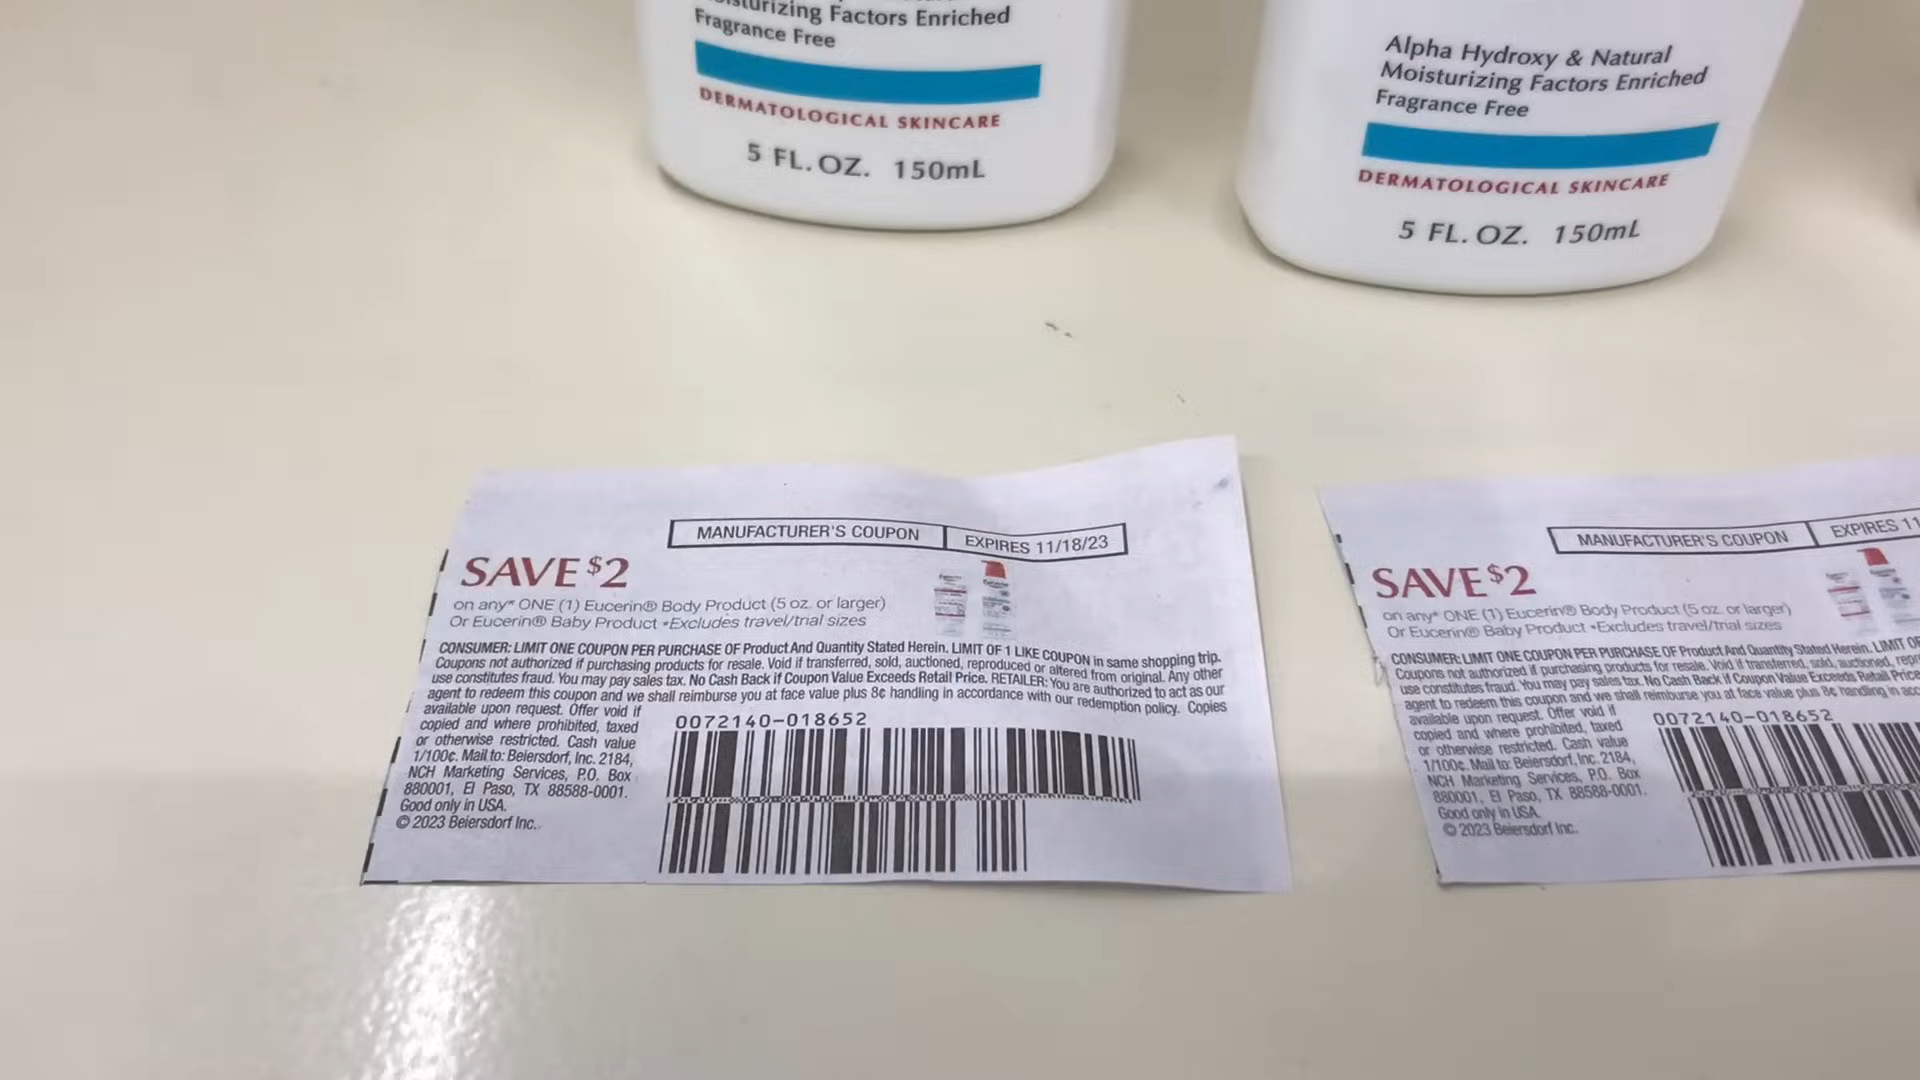 Moisturizing Factors Enriched
Fragrance Free
DERMATOLOGICAL SKINCARE
5 FL. OZ. 150mL
Alpha Hydroxy & Natural
Moisturizing Factors Enriched
Fragrance Free
DERMATOLOGICAL SKINCARE
5 FL. OZ. 150mL
MANUFACTURER'S COUPON EXPIRES 11/18/23
SAVE $2
on any* ONE (1) Eucerin® Body Product (5 oz. or larger)
Or Eucerin® Baby Product *Excludes travel/trial sizes
CONSUMER: LIMIT ONE COUPON PER PURCHASE OF Product And Quantity Stated Herein. LIMIT OF 1 LIKE COUPON in same shopping trip.
Coupons not authorized if purchasing products for resale. Void if transferred, sold, auctioned, reproduced or altered from original. Any other
use constitutes fraud. You may pay sales tax. No Cash Back if Coupon Value Exceeds Retail Price. RETAILER: You are authorized to act as our
agent to redeem this coupon and we shall reimburse you at face value plus 8¢ handling in accordance with our redemption policy. Copies
available upon request. Offer void if
copied and where prohibited, taxed
or otherwise restricted. Cash value
1/100¢. Mail to: Beiersdorf, Inc. 2184,
NCH Marketing Services, P.O. Box
880001, El Paso, TX 88588-0001.
Good only in USA.
© 2023 Beiersdorf Inc.
0072140-018652
MANUFACTURER'S COUPON EXPIRES 11
SAVE $2
on any* ONE (1) Eucerin® Body Product (5 oz. or larger)
Or Eucerin® Baby Product *Excludes travel/trial sizes
CONSUMER: LIMIT ONE COUPON PER PURCHASE OF Product And Quantity Stated Herein. LIMIT OF
Coupons not authorized if purchasing products for resale. Void if transferred, sold, auctioned, repr
use constitutes fraud. You may pay sales tax. No Cash Back if Coupon Value Exceeds Retail Price
agent to redeem this coupon and we shall reimburse you at face value plus 8¢ handling in acc
available upon request. Offer void if
copied and where prohibited, taxed
or otherwise restricted. Cash value
1/100¢. Mail to: Beiersdorf, Inc. 2184,
NCH Marketing Services, P.O. Box
880001, El Paso, TX 88588-0001.
Good only in USA.
© 2023 Beiersdorf Inc.
0072140-018652